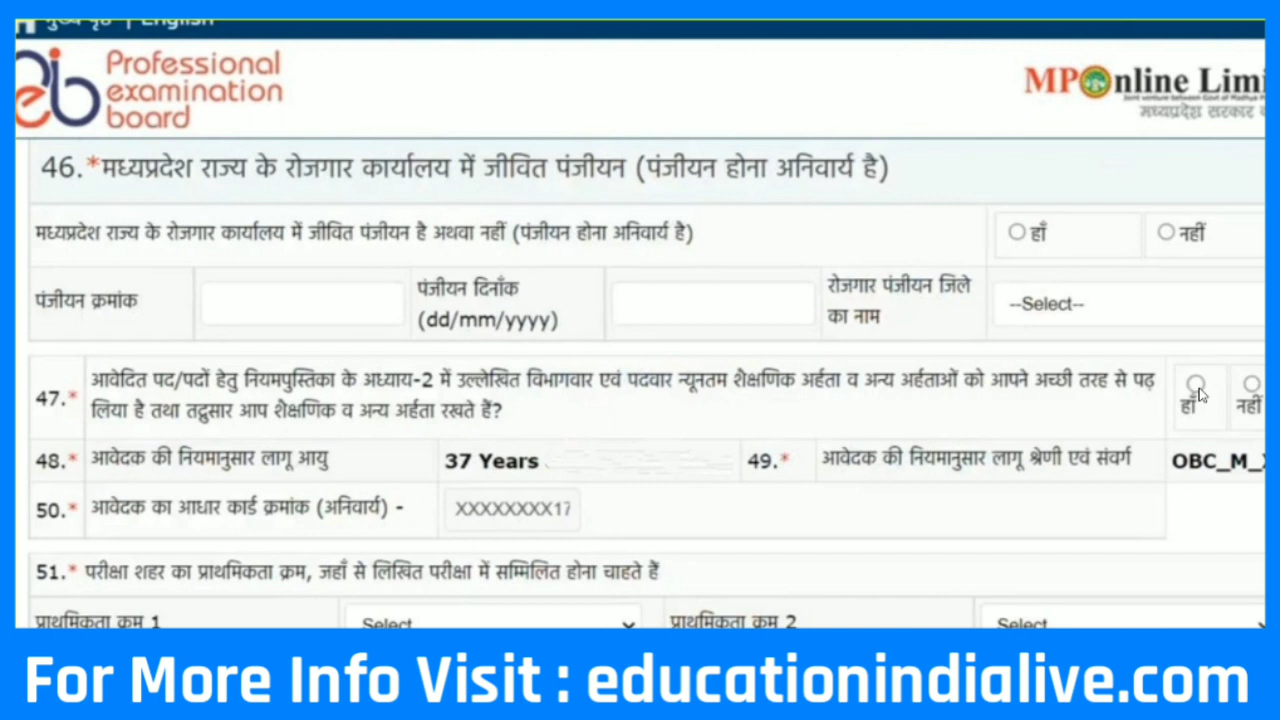 मुख्य पृष्ठ | English
Professional
examination
board
MPOnline Limi
मध्यप्रदेश सरकार
46.*मध्यप्रदेश राज्य के रोजगार कार्यालय में जीवित पंजीयन (पंजीयन होना अनिवार्य है)
मध्यप्रदेश राज्य के रोजगार कार्यालय में जीवित पंजीयन है अथवा नहीं (पंजीयन होना अनिवार्य है)
हाँ
नहीं
पंजीयन क्रमांक
पंजीयन दिनाँक
(dd/mm/yyyy)
रोजगार पंजीयन जिले
का नाम
--Select--
47.*
आवेदित पद/पदों हेतु नियमपुस्तिका के अध्याय-2 में उल्लेखित विभागवार एवं पदवार न्यूनतम शैक्षणिक अर्हता व अन्य अर्हताओं को आपने अच्छी तरह से पढ़
लिया है तथा तद्नुसार आप शैक्षणिक व अन्य अर्हता रखते हैं?
हाँ
नहीं
48.* आवेदक की नियमानुसार लागू आयु
37 Years
49.*
आवेदक की नियमानुसार लागू श्रेणी एवं संवर्ग
OBC_M_
50.* आवेदक का आधार कार्ड क्रमांक (अनिवार्य) -
XXXXXXXX17
51.* परीक्षा शहर का प्राथमिकता क्रम, जहाँ से लिखित परीक्षा में सम्मिलित होना चाहते हैं
प्राथमिकता क्रम 1
Select
प्राथमिकता क्रम 2
Select
For More Info Visit : educationindialive.com